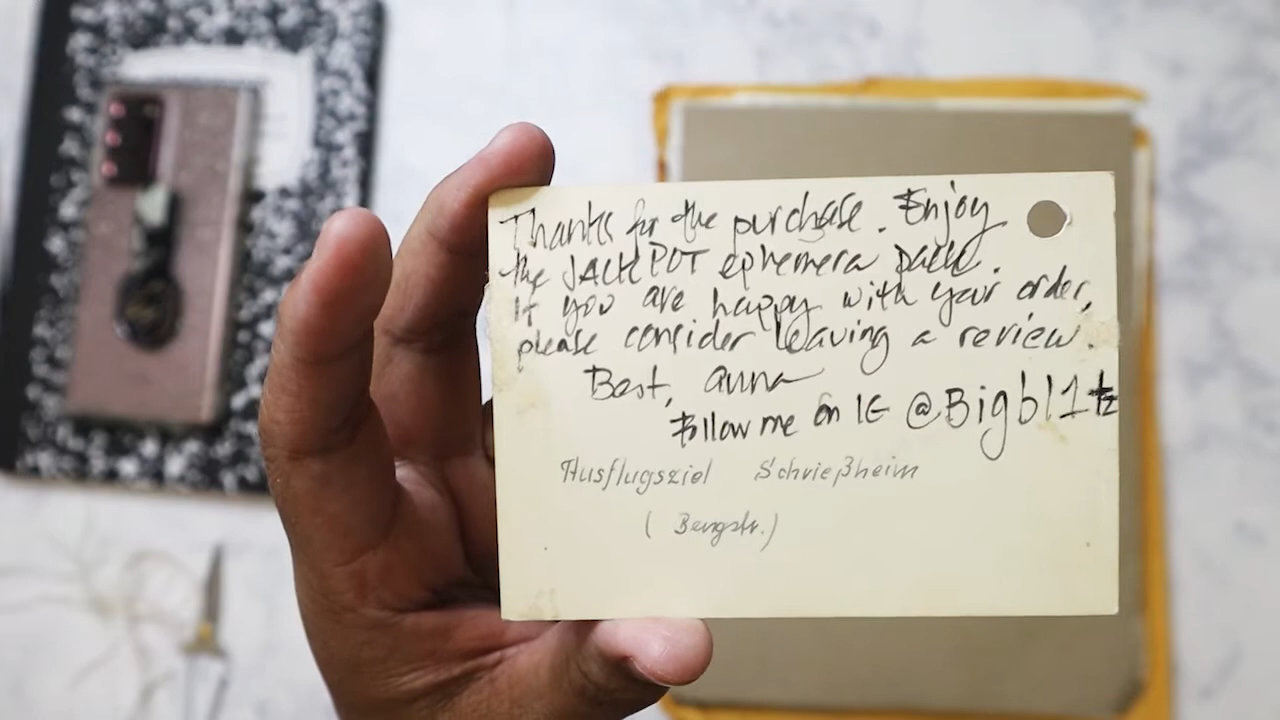 Thanks for the purchase. Enjoy
the JACKPOT ephemera pack.
If you are happy with your order,
please consider leaving a review.
Best, anna
Follow me on IG @Bigbl1tz
Ausflugsziel Schrießheim
(Bergstr.)